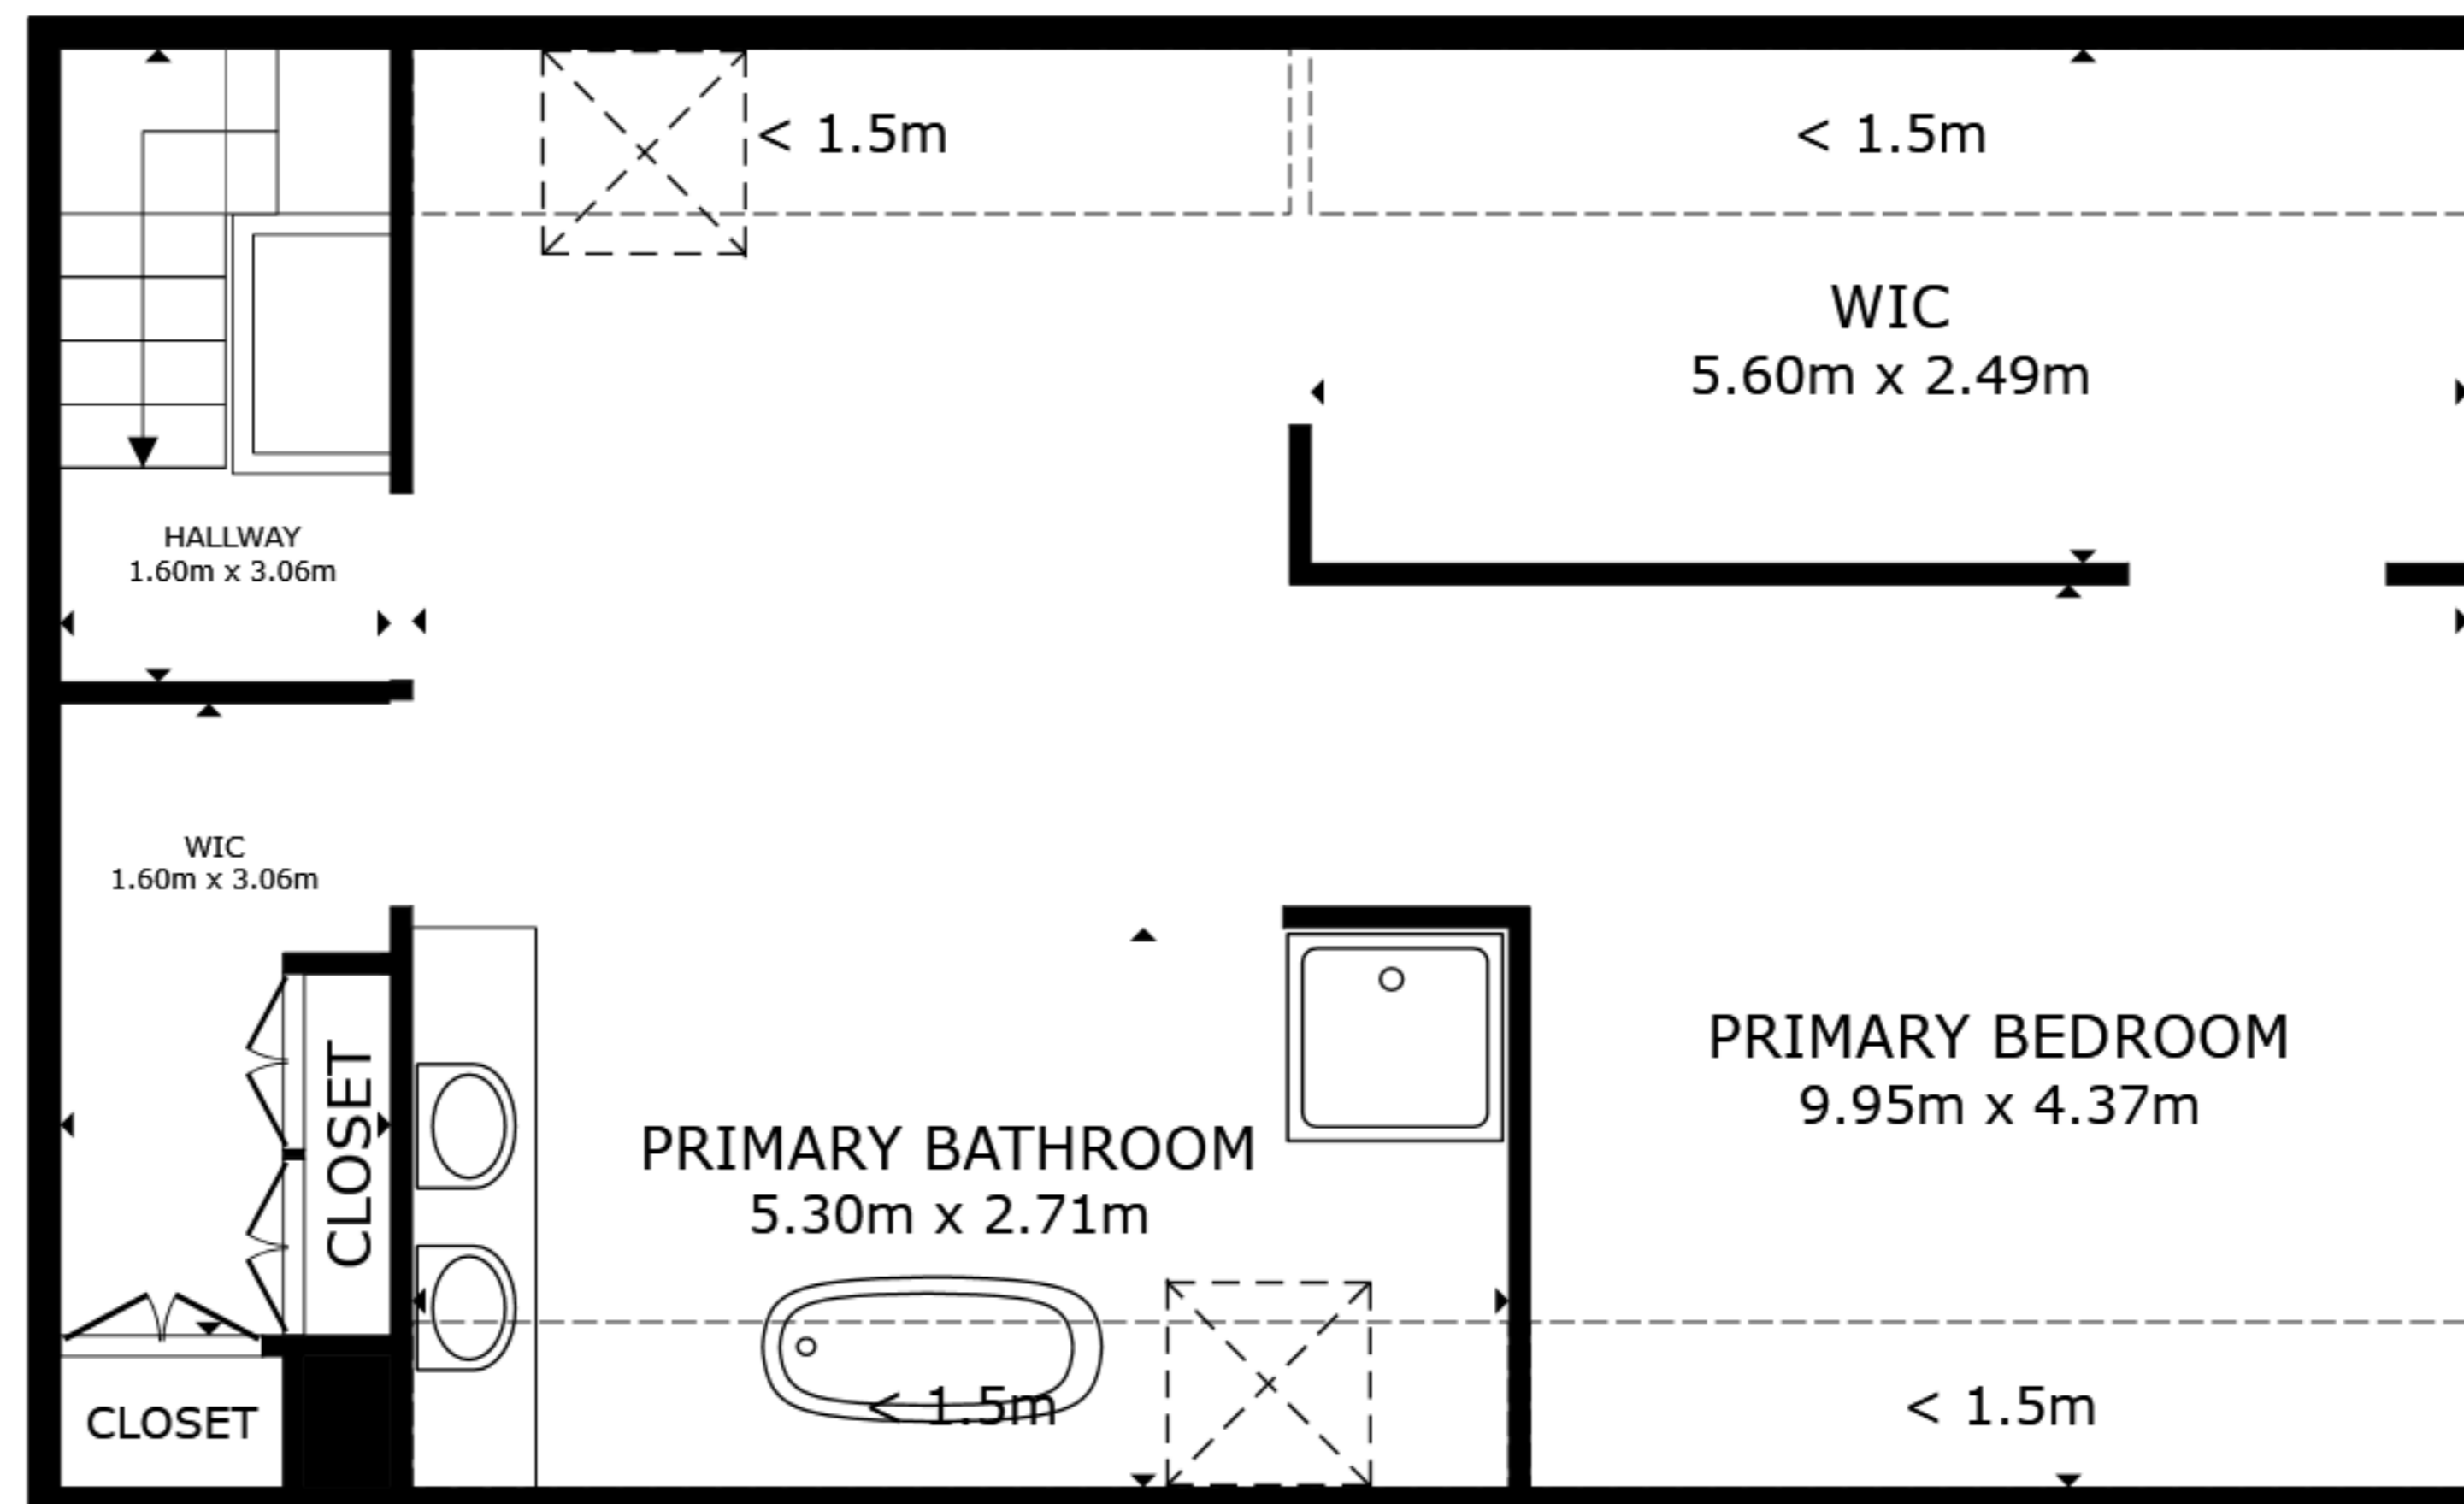 < 1.5m
< 1.5m
WIC
5.60m x 2.49m
HALLWAY
1.60m x 3.06m
WIC
1.60m x 3.06m
PRIMARY BEDROOM
9.95m x 4.37m
CLOSET
PRIMARY BATHROOM
5.30m x 2.71m
< 1.5m
< 1.5m
CLOSET